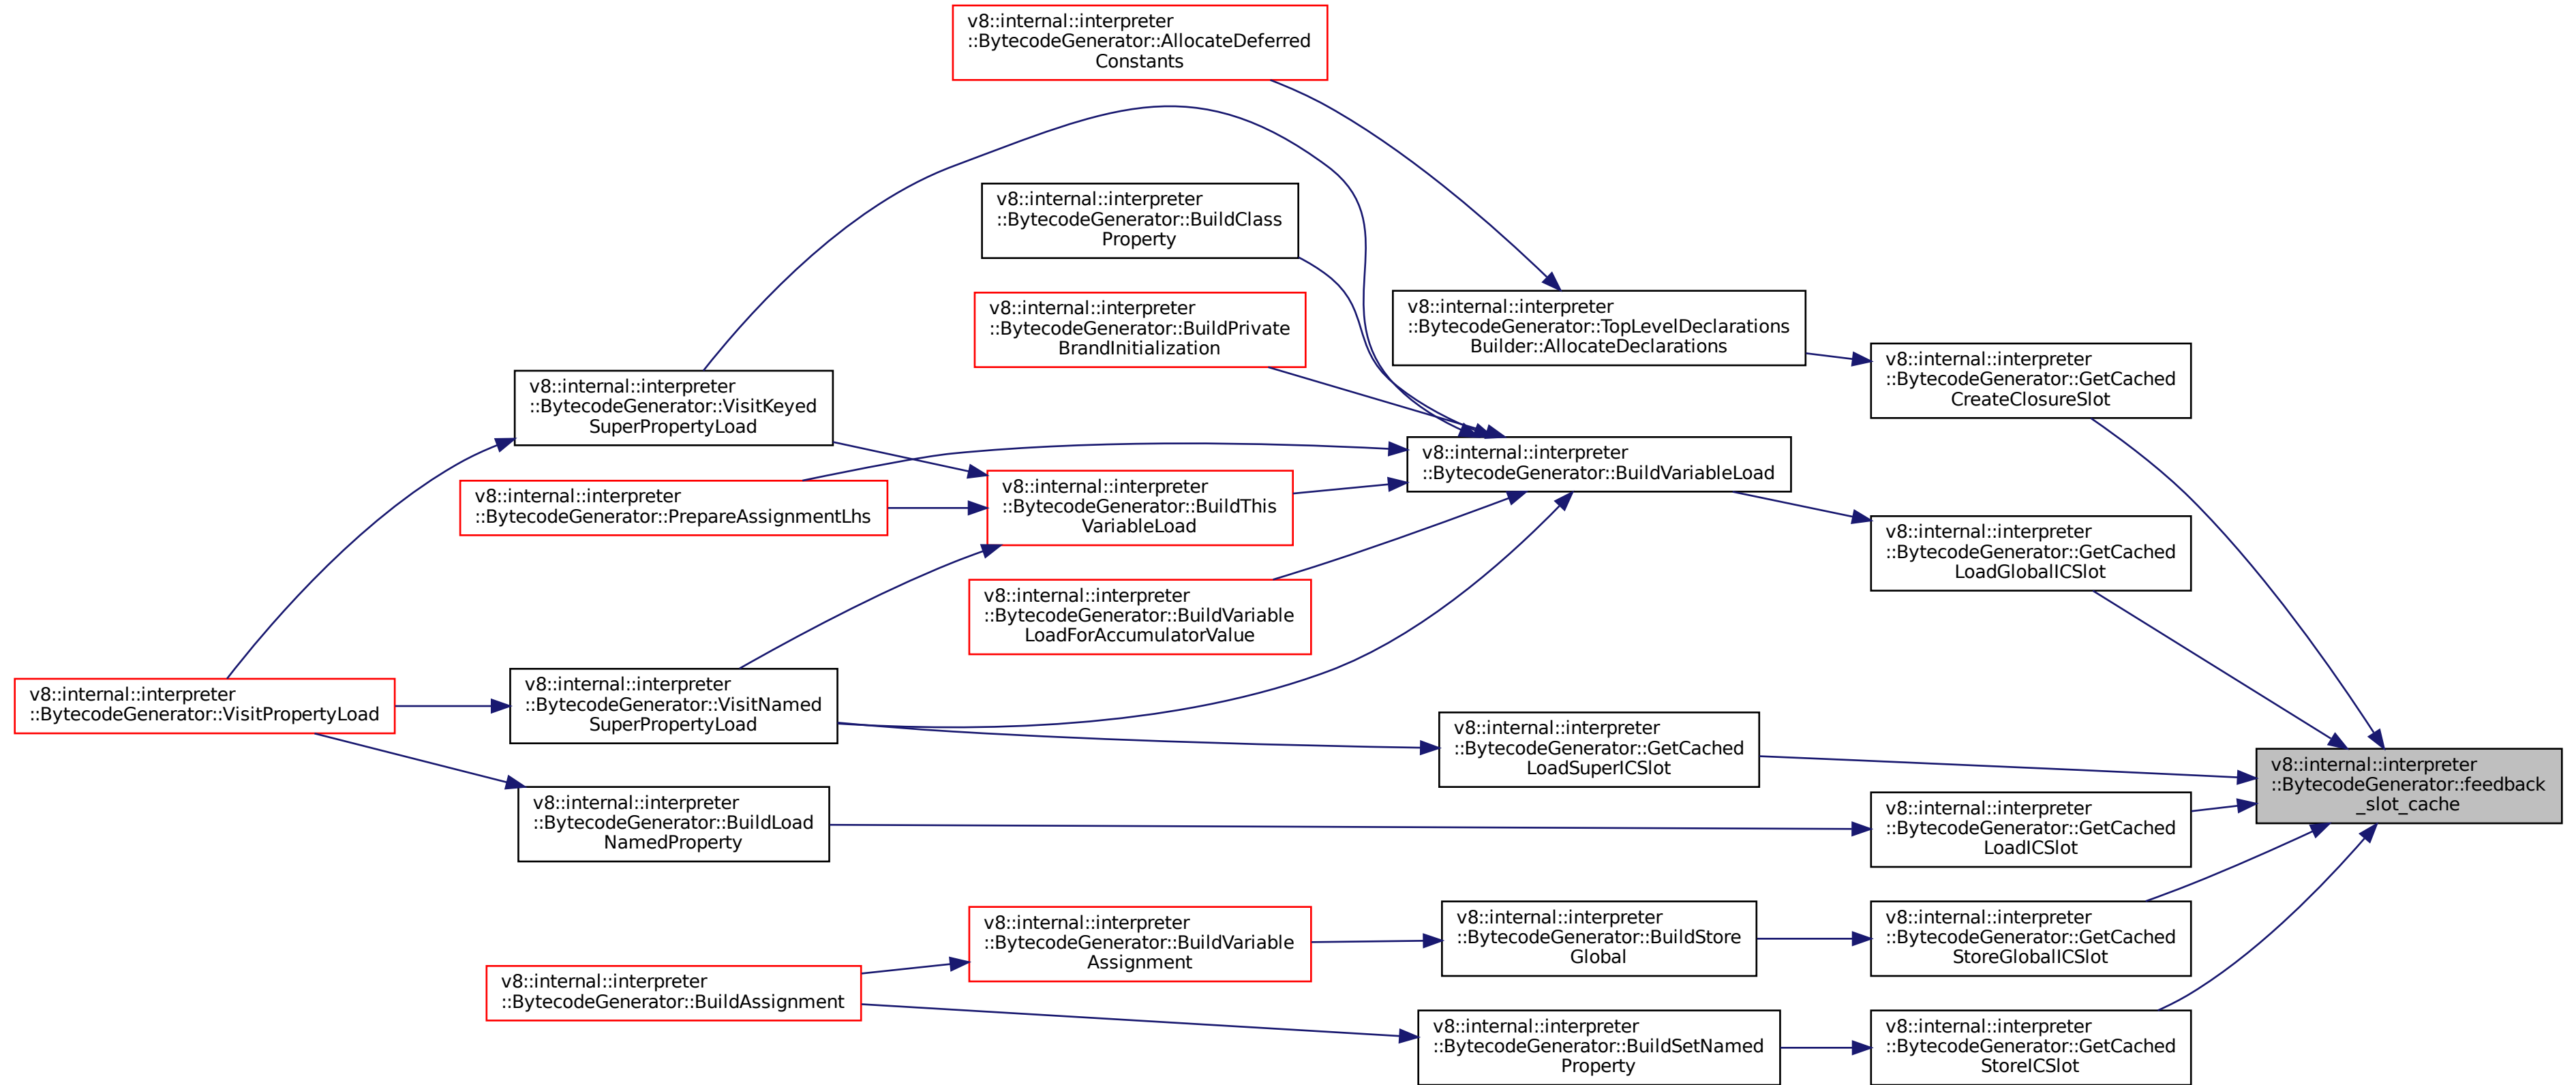 v8::internal::interpreter
::BytecodeGenerator::AllocateDeferred
Constants
v8::internal::interpreter
::BytecodeGenerator::BuildClass
Property
v8::internal::interpreter
::BytecodeGenerator::BuildPrivate
BrandInitialization
v8::internal::interpreter
::BytecodeGenerator::TopLevelDeclarations
Builder::AllocateDeclarations
v8::internal::interpreter
::BytecodeGenerator::GetCached
CreateClosureSlot
v8::internal::interpreter
::BytecodeGenerator::VisitKeyed
SuperPropertyLoad
v8::internal::interpreter
::BytecodeGenerator::BuildVariableLoad
v8::internal::interpreter
::BytecodeGenerator::PrepareAssignmentLhs
v8::internal::interpreter
::BytecodeGenerator::BuildThis
VariableLoad
v8::internal::interpreter
::BytecodeGenerator::GetCached
LoadGlobalICSlot
v8::internal::interpreter
::BytecodeGenerator::BuildVariable
LoadForAccumulatorValue
v8::internal::interpreter
::BytecodeGenerator::VisitPropertyLoad
v8::internal::interpreter
::BytecodeGenerator::VisitNamed
SuperPropertyLoad
v8::internal::interpreter
::BytecodeGenerator::GetCached
LoadSuperICSlot
v8::internal::interpreter
::BytecodeGenerator::feedback
_slot_cache
v8::internal::interpreter
::BytecodeGenerator::BuildLoad
NamedProperty
v8::internal::interpreter
::BytecodeGenerator::GetCached
LoadICSlot
v8::internal::interpreter
::BytecodeGenerator::BuildVariable
Assignment
v8::internal::interpreter
::BytecodeGenerator::BuildStore
Global
v8::internal::interpreter
::BytecodeGenerator::GetCached
StoreGlobalICSlot
v8::internal::interpreter
::BytecodeGenerator::BuildAssignment
v8::internal::interpreter
::BytecodeGenerator::BuildSetNamed
Property
v8::internal::interpreter
::BytecodeGenerator::GetCached
StoreICSlot